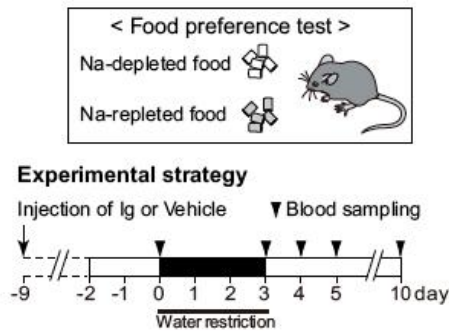 < Food preference test >
Na-depleted food
Na-repleted food
Experimental strategy
Injection of Ig or Vehicle ▼Blood sampling
-9 -2 -1 0 1 2 3 4 5 10 day
Water restriction